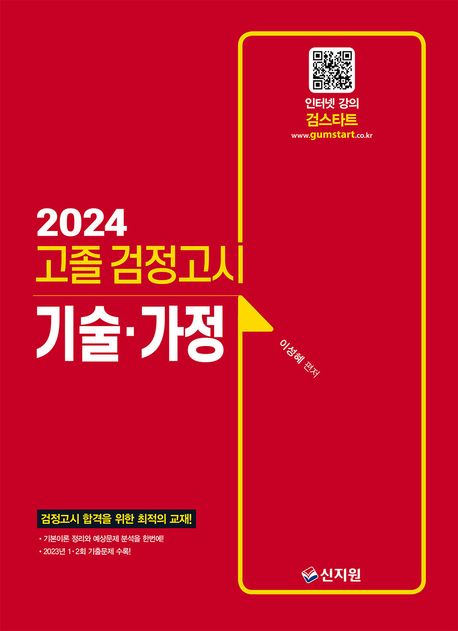 인터넷 강의
검스타트
www.gumstart.co.kr
2024
고졸 검정고시
기술·가정
이성혜 편저
검정고시 합격을 위한 최적의 교재!
· 기본이론 정리와 예상문제 분석을 한번에!
· 2023년 1·2회 기출문제 수록!
신지원